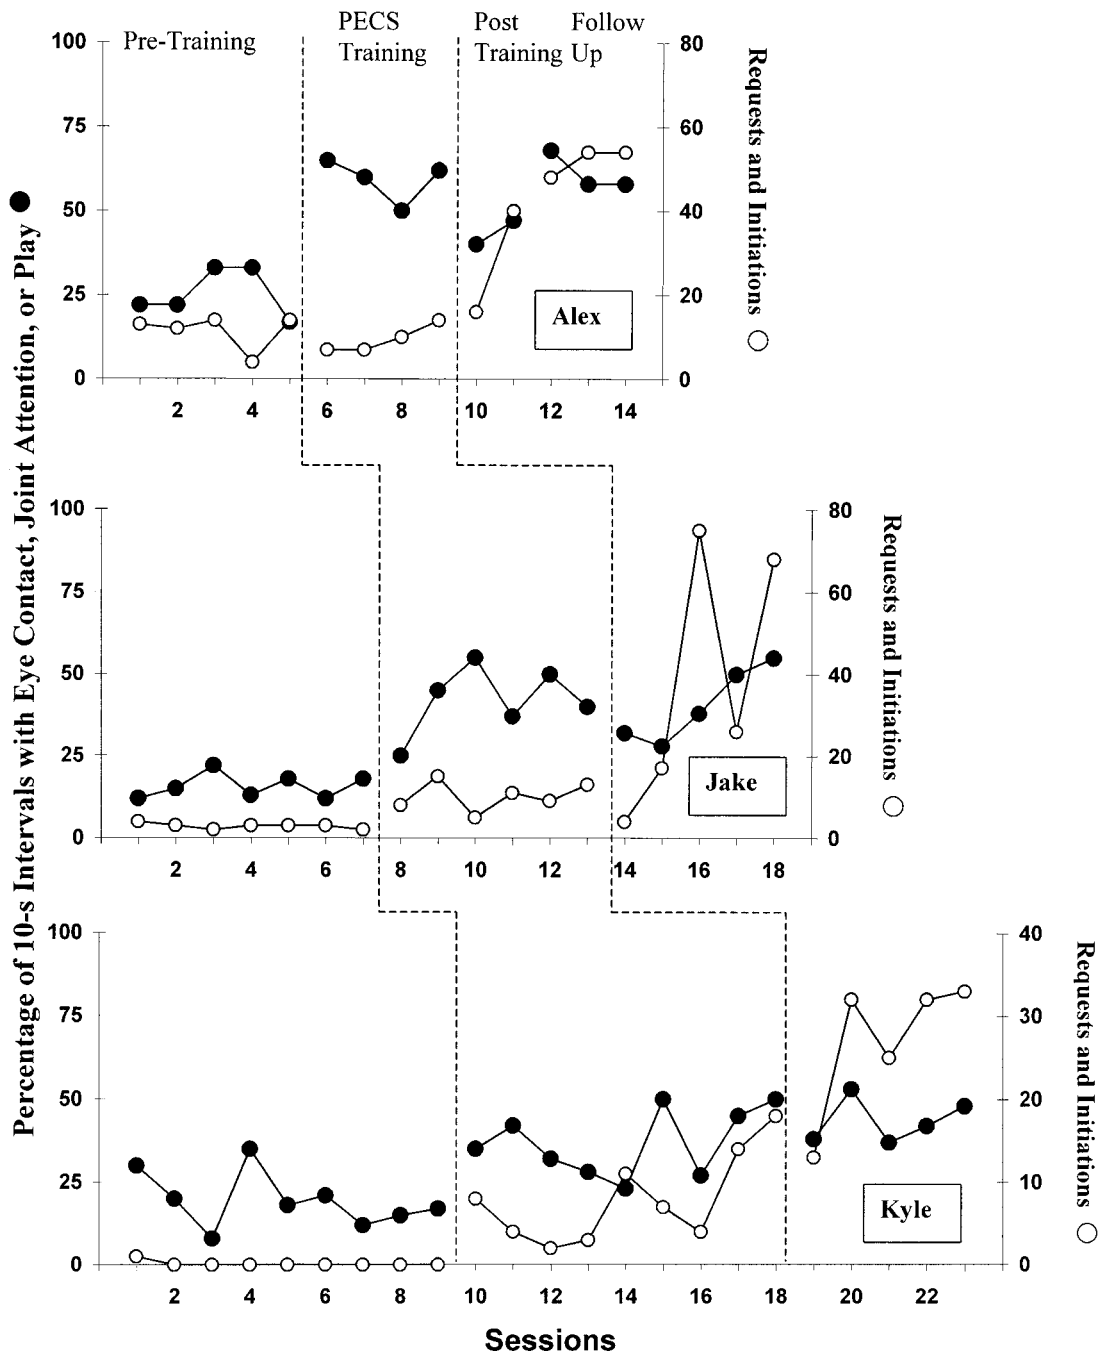 Percentage of 10-s Intervals with Eye Contact, Joint Attention, or Play
Pre-Training
PECS
Training
Post
Training
Follow
Up
100
75
50
25
0
80
60
40
20
0
Requests and Initiations
Alex
2 4 6 8 10 12 14
100
75
50
25
0
80
60
40
20
0
Requests and Initiations
Jake
2 4 6 8 10 12 14 16 18
100
75
50
25
0
40
30
20
10
0
Requests and Initiations
Kyle
2 4 6 8 10 12 14 16 18 20 22
Sessions